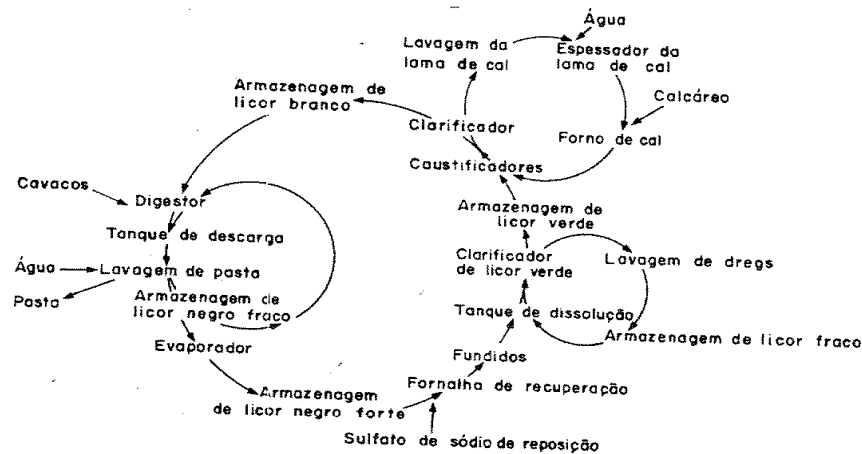 Água
Lavagem da
lama de cal
Espessador da
lama de cal
Armazenagem de
licor branco
Calcáreo
Clarificador
Forno de cal
Caustificadores
Cavacos
Digestor
Armazenagem de
licor verde
Tanque de descarga
Clarificador
de licor verde
Lavagem de dregs
Água
Lavagem de pasta
Pasta
Armazenagem de
licor negro fraco
Tanque de dissolução
Armazenagem de licor fraco
Evaporador
Fundidos
Fornalha de recuperação
Armazenagem
de licor negro forte
Sulfato de sódio de reposição